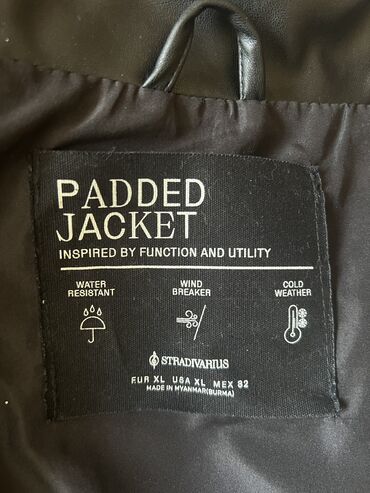 PADDED
JACKET
INSPIRED BY FUNCTION AND UTILITY
WATER
RESISTANT
WIND
BREAKER
COLD
WEATHER
STRADIVARIUS
EUR XL USA XL MEX 32
MADE IN MYANMAR(BURMA)